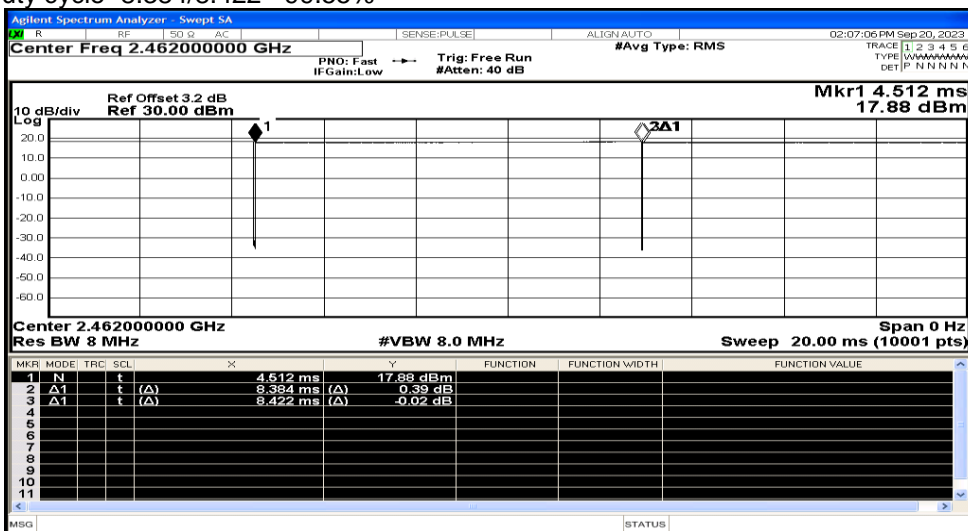 Agilent Spectrum Analyzer - Swept SA
LXI R RF 50 Ω AC SENSE:PULSE ALIGN AUTO 02:07:06 PM Sep 20, 2023
Center Freq 2.462000000 GHz #Avg Type: RMS TRACE 1 2 3 4 5 6
PNO: Fast Trig: Free Run TYPE
IFGain:Low #Atten: 40 dB DET P N N N N N
Mkr1 4.512 ms
Ref Offset 3.2 dB
10 dB/div Ref 30.00 dBm 17.88 dBm
Log
1 3Δ1
20.0
10.0
0.00
-10.0
-20.0
-30.0
-40.0
-50.0
-60.0
Center 2.462000000 GHz Span 0 Hz
Res BW 8 MHz #VBW 8.0 MHz Sweep 20.00 ms (10001 pts)
MKR MODE TRC SCL X Y FUNCTION FUNCTION WIDTH FUNCTION VALUE
1 N t 4.512 ms 17.88 dBm
2 Δ1 t (Δ) 8.384 ms (Δ) 0.39 dB
3 Δ1 t (Δ) 8.422 ms (Δ) -0.02 dB
4
5
6
7
8
9
10
11
MSG STATUS